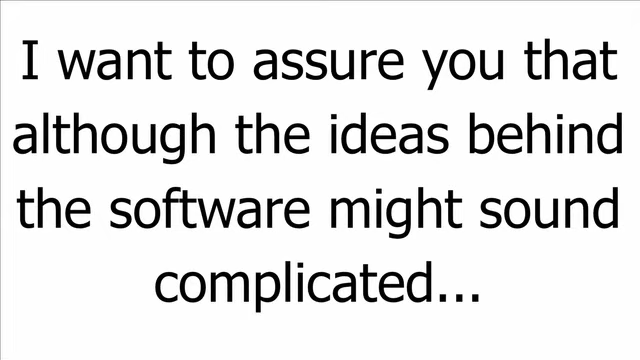 I want to assure you that
although the ideas behind
the software might sound
complicated...